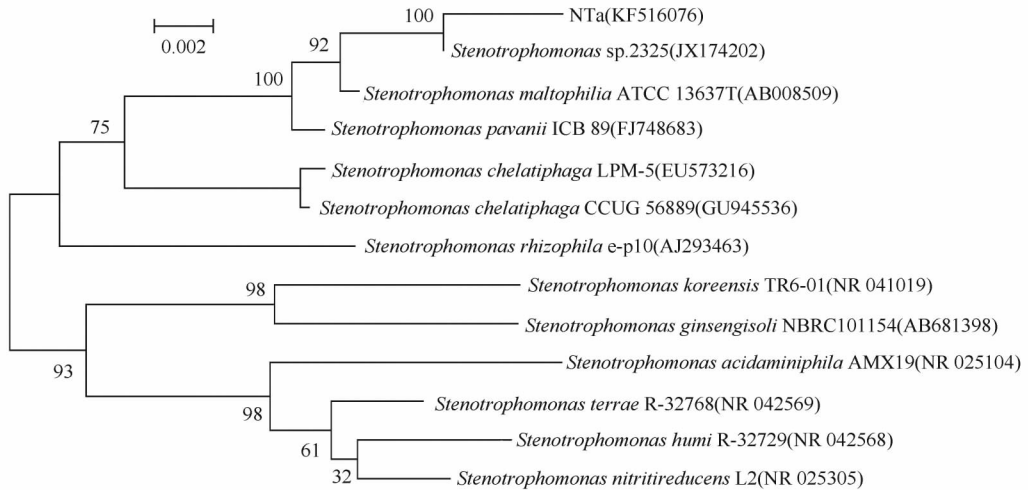 100
NTa(KF516076)
0.002
92
Stenotrophomonas sp.2325(JX174202)
100
Stenotrophomonas maltophilia ATCC 13637T(AB008509)
75
Stenotrophomonas pavanii ICB 89(FJ748683)
Stenotrophomonas chelatiphaga LPM-5(EU573216)
Stenotrophomonas chelatiphaga CCUG 56889(GU945536)
Stenotrophomonas rhizophila e-p10(AJ293463)
98
Stenotrophomonas koreensis TR6-01(NR 041019)
Stenotrophomonas ginsengisoli NBRC101154(AB681398)
93
Stenotrophomonas acidaminiphila AMX19(NR 025104)
98
Stenotrophomonas terrae R-32768(NR 042569)
61
Stenotrophomonas humi R-32729(NR 042568)
32
Stenotrophomonas nitritireducens L2(NR 025305)